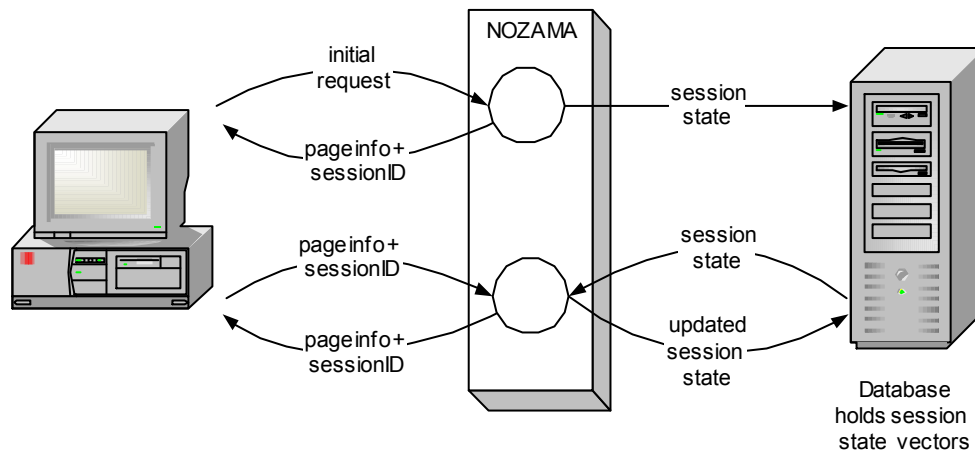 NOZAMA
initial
request
session
state
pageinfo+
sessionID
pageinfo+
sessionID
session
state
pageinfo+
sessionID
updated
session
state
Database
holds session
state vectors